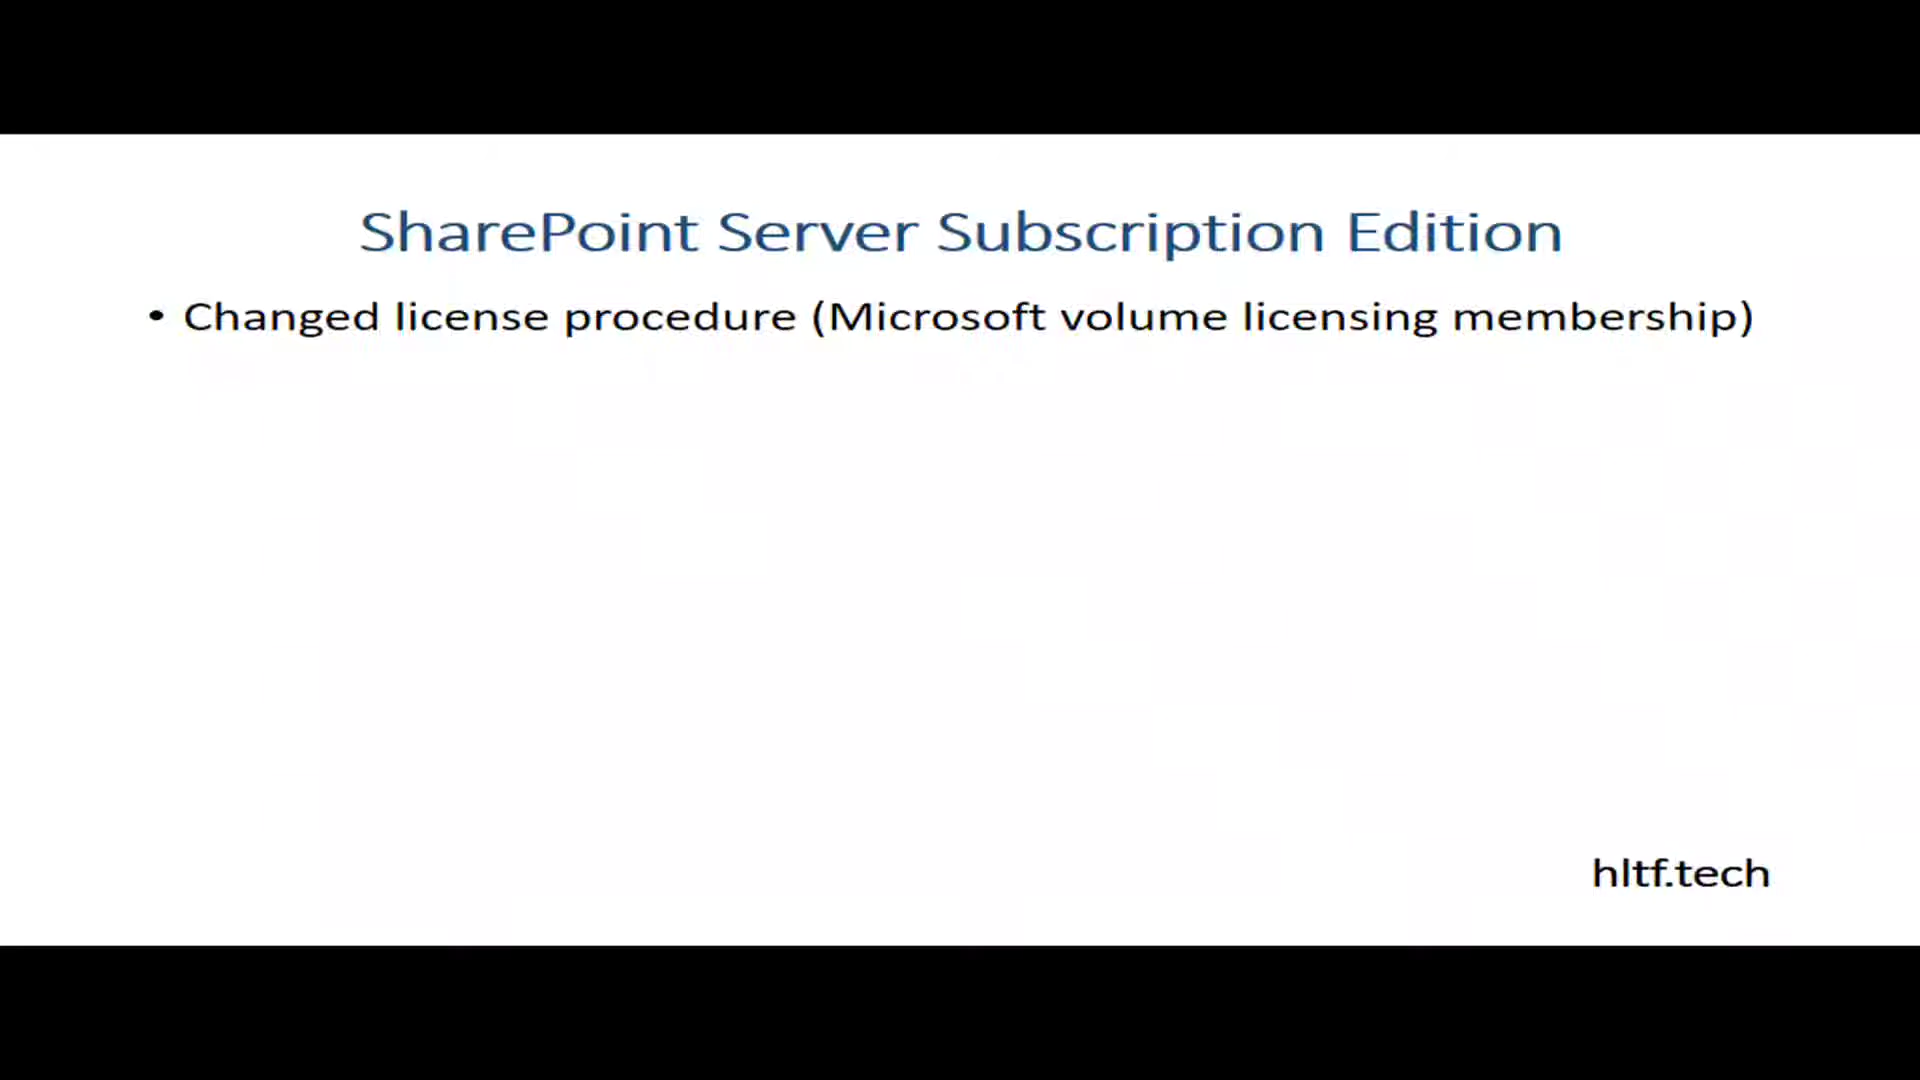 SharePoint Server Subscription Edition
• Changed license procedure (Microsoft volume licensing membership)
hltf.tech